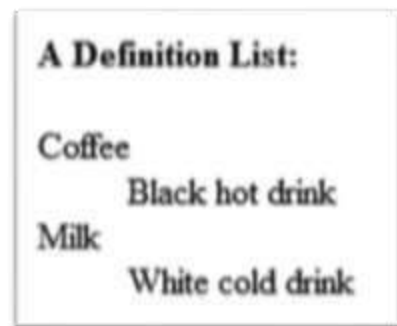 A Definition List:
Coffee
Black hot drink
Milk
White cold drink